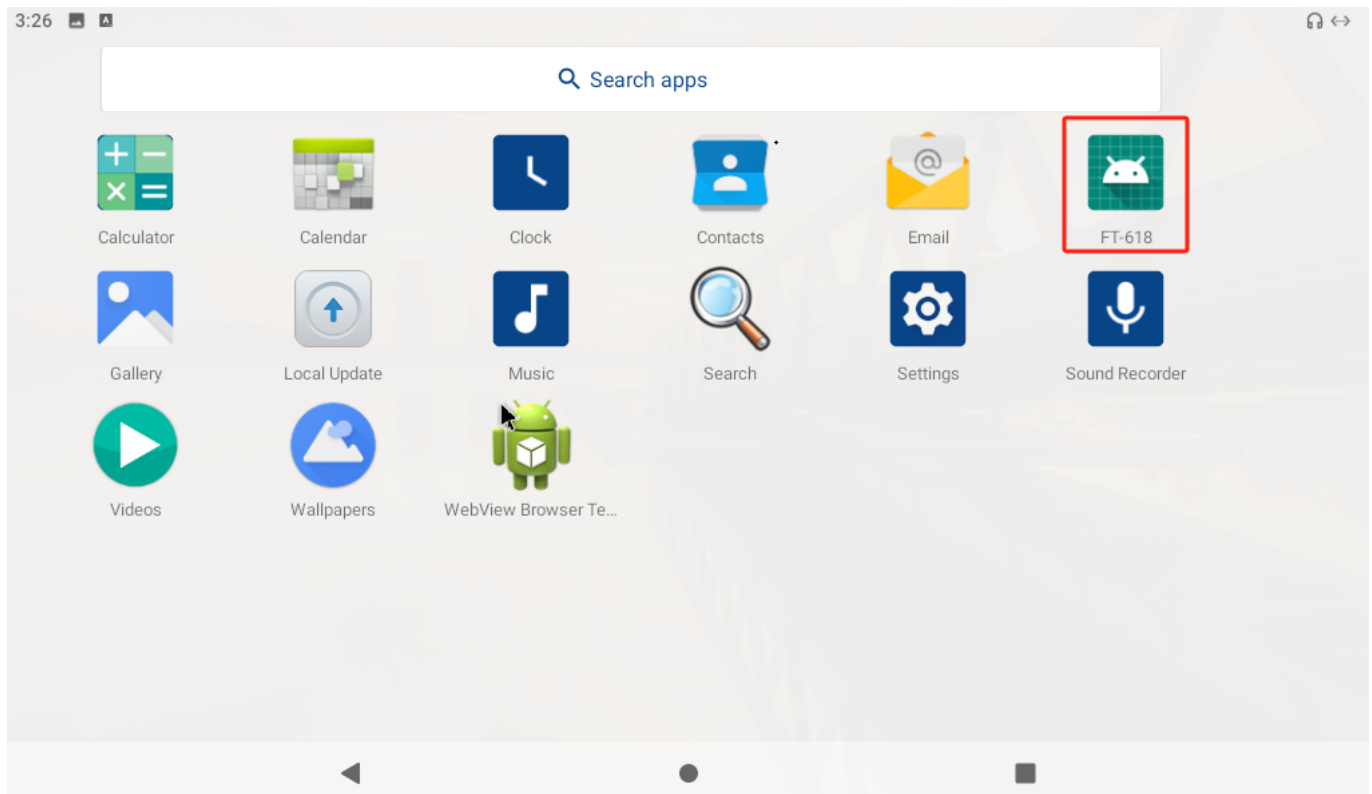 3:26
Search apps
Calculator
Calendar
Clock
Contacts
Email
FT-618
Gallery
Local Update
Music
Search
Settings
Sound Recorder
Videos
Wallpapers
WebView Browser Te...